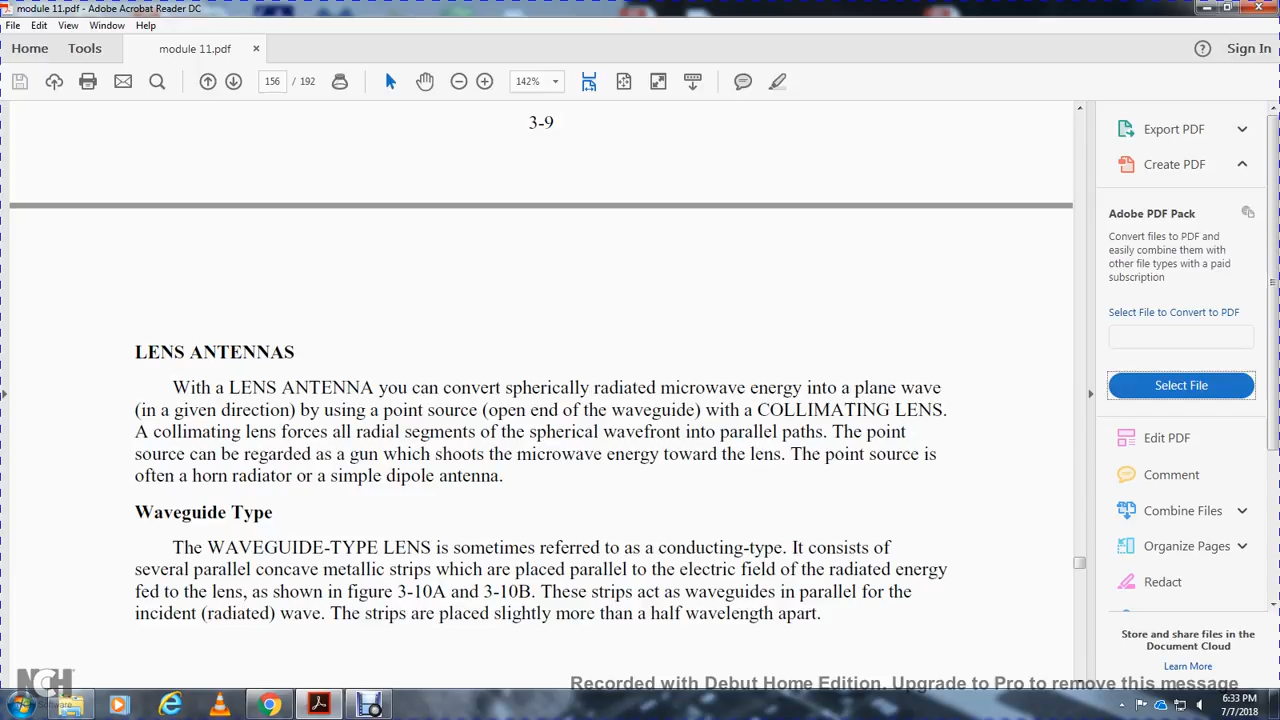 module 11.pdf - Adobe Acrobat Reader DC
File Edit View Window Help
Home Tools module 11.pdf × Sign In
156 / 192 142%
3-9
LENS ANTENNAS
With a LENS ANTENNA you can convert spherically radiated microwave energy into a plane wave
(in a given direction) by using a point source (open end of the waveguide) with a COLLIMATING LENS.
A collimating lens forces all radial segments of the spherical wavefront into parallel paths. The point
source can be regarded as a gun which shoots the microwave energy toward the lens. The point source is
often a horn radiator or a simple dipole antenna.
Waveguide Type
The WAVEGUIDE-TYPE LENS is sometimes referred to as a conducting-type. It consists of
several parallel concave metallic strips which are placed parallel to the electric field of the radiated energy
fed to the lens, as shown in figure 3-10A and 3-10B. These strips act as waveguides in parallel for the
incident (radiated) wave. The strips are placed slightly more than a half wavelength apart.
Export PDF
Create PDF
Adobe PDF Pack
Convert files to PDF and
easily combine them with
other file types with a paid
subscription
Select File to Convert to PDF
Select File
Edit PDF
Comment
Combine Files
Organize Pages
Redact
Store and share files in the
Document Cloud
Learn More
NCH
Software
Recorded with Debut Home Edition. Upgrade to Pro to remove this message
6:33 PM
7/7/2018